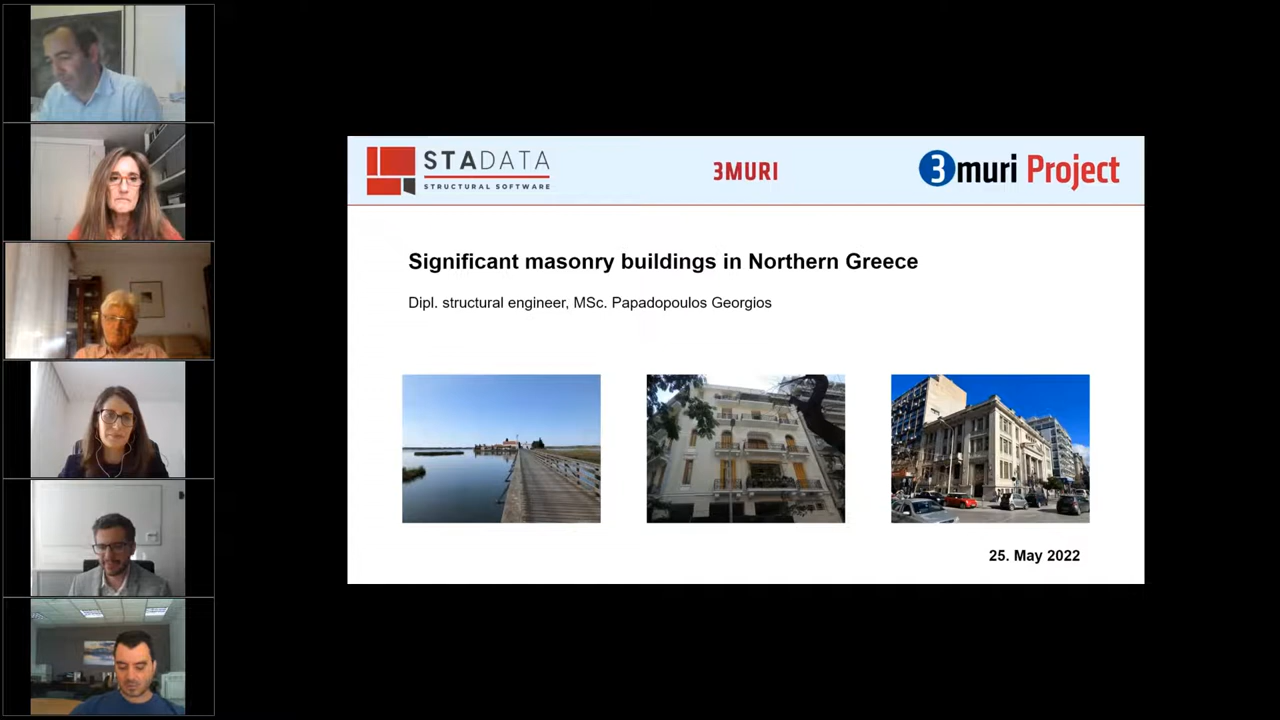 STADATA
STRUCTURAL SOFTWARE
3MURI
3muri Project
Significant masonry buildings in Northern Greece
Dipl. structural engineer, MSc. Papadopoulos Georgios
25. May 2022